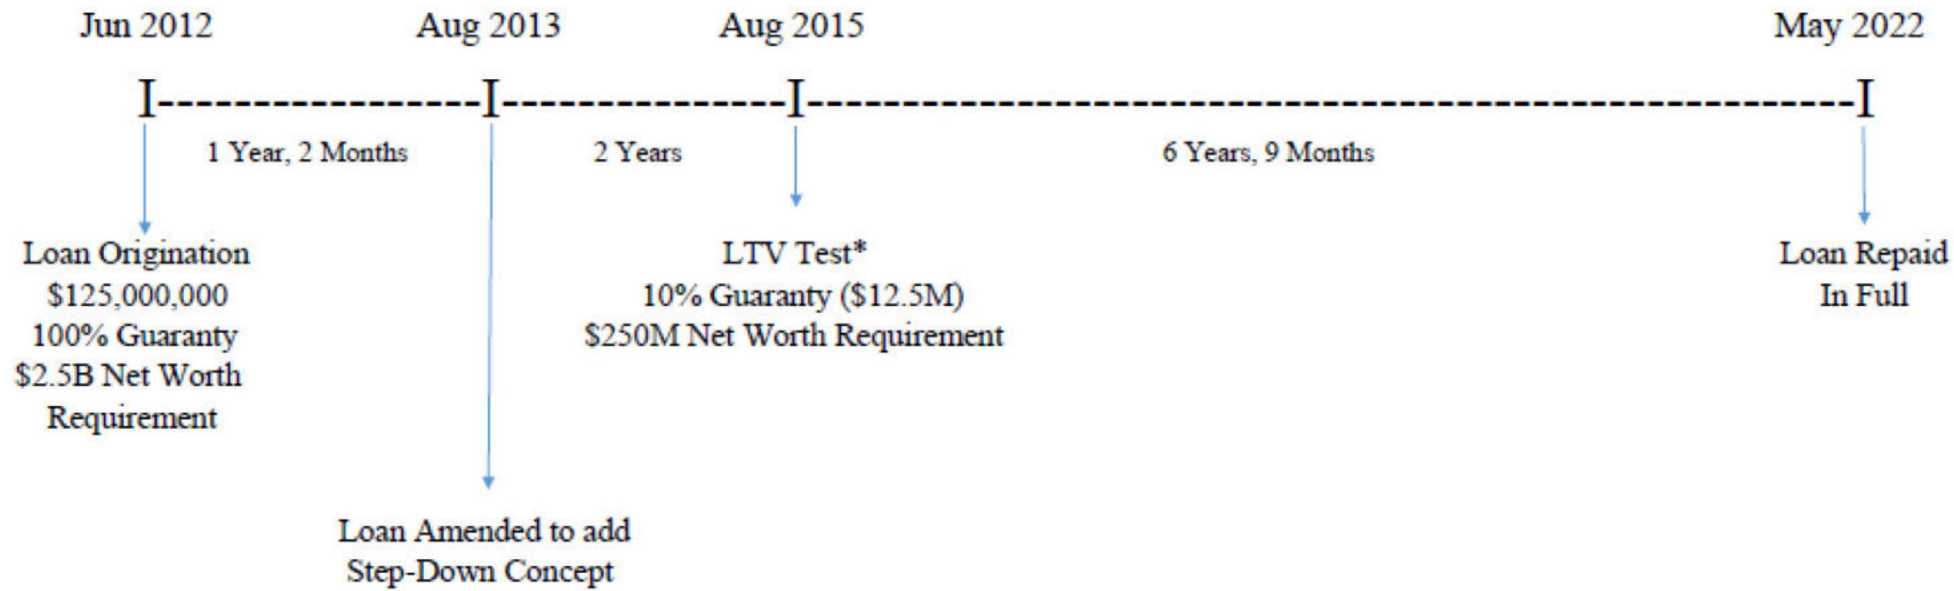 Jun 2012
Aug 2013
Aug 2015
May 2022
1 Year, 2 Months
2 Years
6 Years, 9 Months
Loan Origination
$125,000,000
100% Guaranty
$2.5B Net Worth
Requirement
Loan Amended to add
Step-Down Concept
LTV Test*
10% Guaranty ($12.5M)
$250M Net Worth Requirement
Loan Repaid
In Full